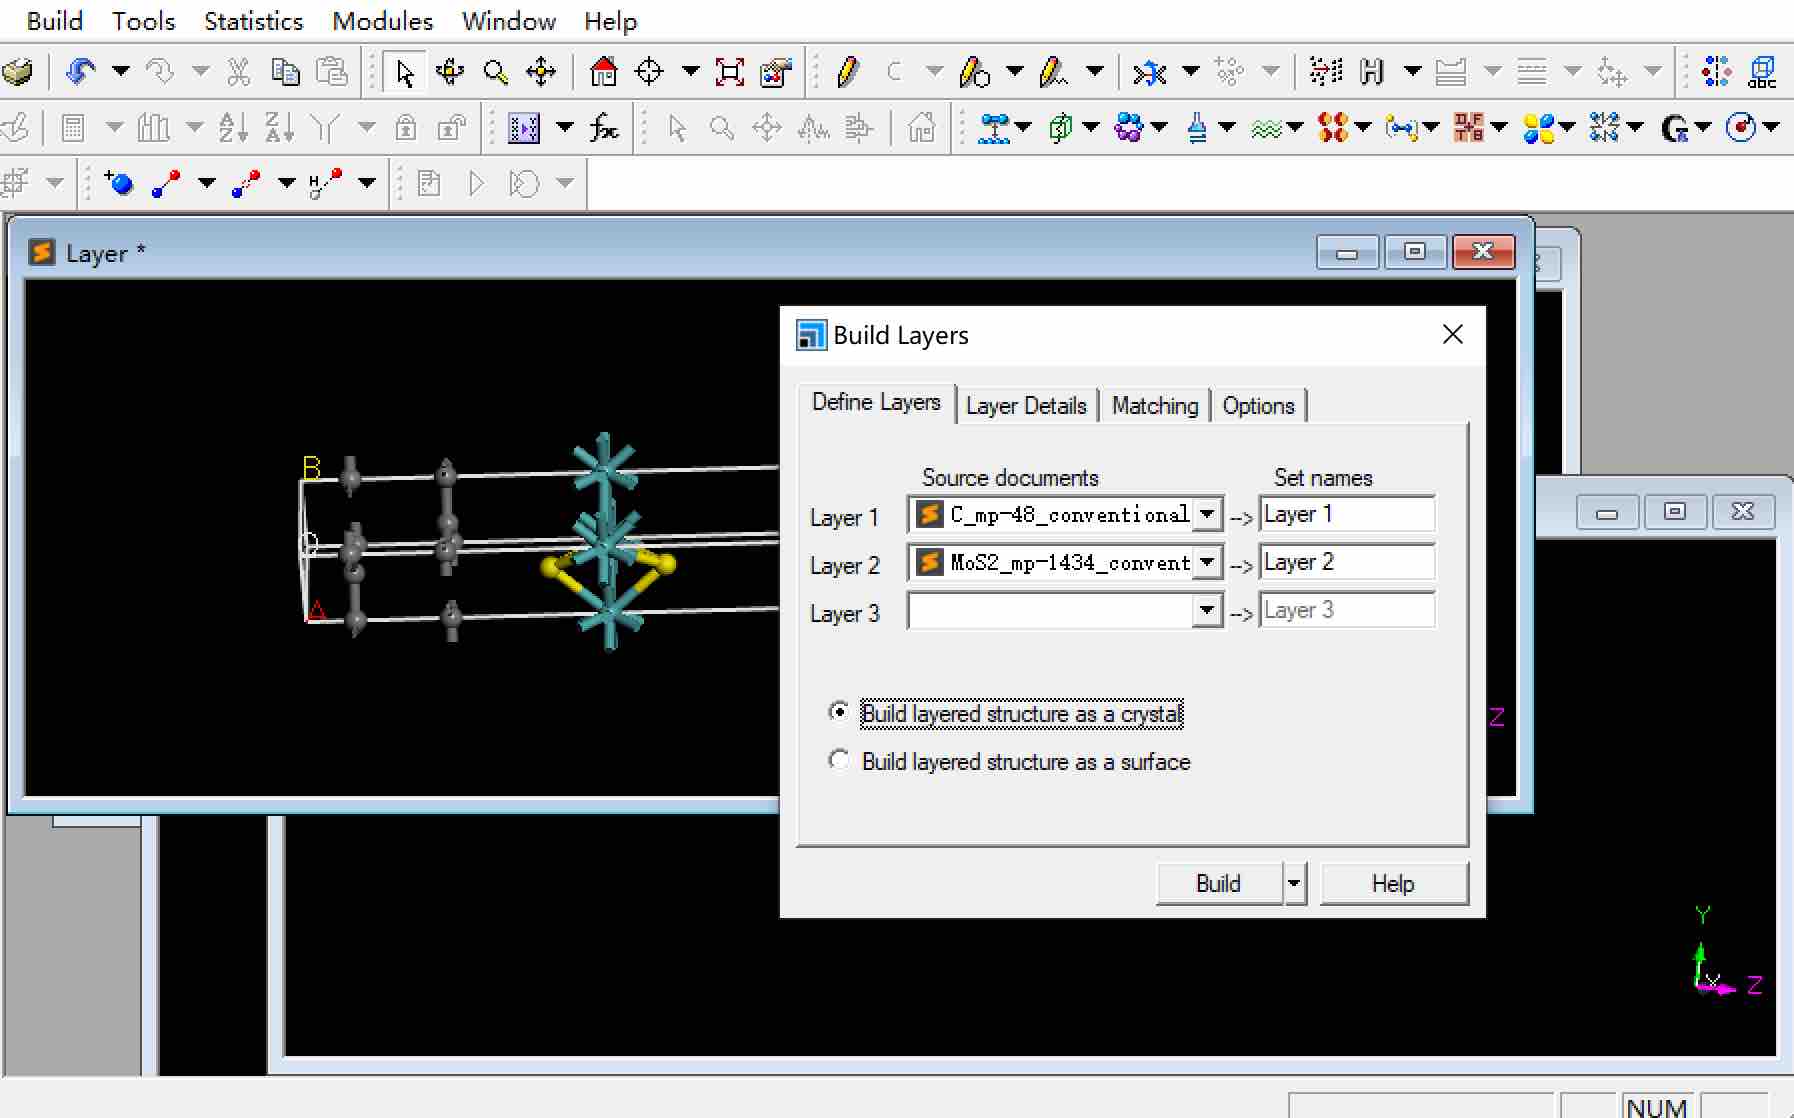 Build Tools Statistics Modules Window Help
Layer *
Build Layers
Define Layers Layer Details Matching Options
Source documents Set names
Layer 1 C_mp-48_conventional --> Layer 1
Layer 2 MoS2_mp-1434_convent --> Layer 2
Layer 3 --> Layer 3
Build layered structure as a crystal
Build layered structure as a surface
Build Help
B
A
Z
Y
X
Z
NUM